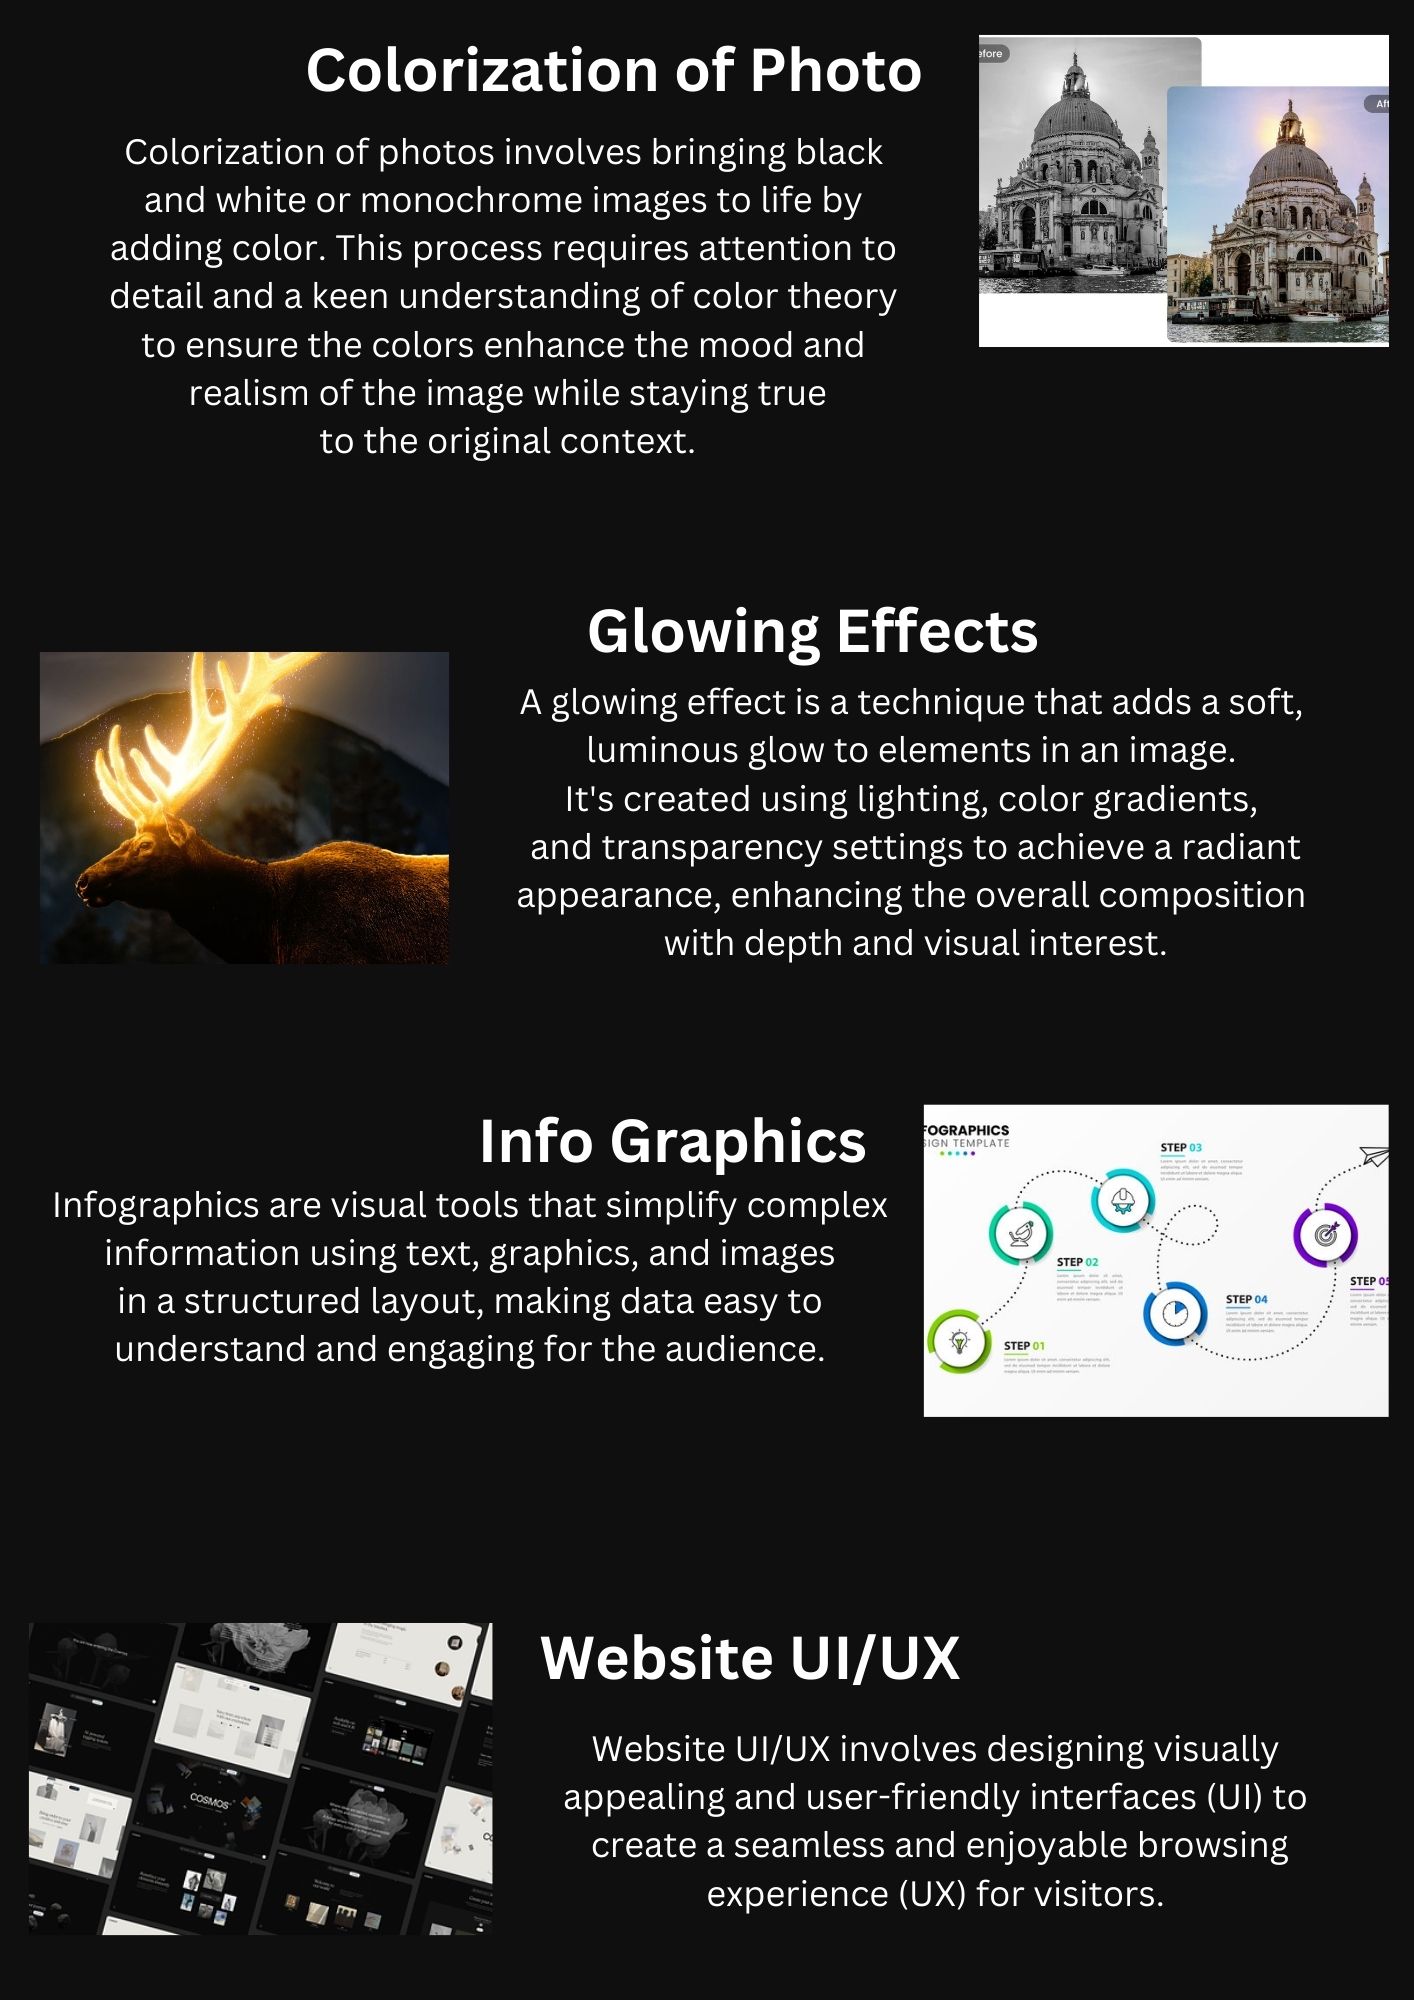 Colorization of Photo
Colorization of photos involves bringing black
and white or monochrome images to life by
adding color. This process requires attention to
detail and a keen understanding of color theory
to ensure the colors enhance the mood and
realism of the image while staying true
to the original context.
efore
Aft
Glowing Effects
A glowing effect is a technique that adds a soft,
luminous glow to elements in an image.
It's created using lighting, color gradients,
and transparency settings to achieve a radiant
appearance, enhancing the overall composition
with depth and visual interest.
Info Graphics
Infographics are visual tools that simplify complex
information using text, graphics, and images
in a structured layout, making data easy to
understand and engaging for the audience.
FOGRAPHICS
SIGN TEMPLATE
STEP 03
STEP 02
STEP 04
STEP 05
STEP 01
Website UI/UX
Website UI/UX involves designing visually
appealing and user-friendly interfaces (UI) to
create a seamless and enjoyable browsing
experience (UX) for visitors.
COSMOS